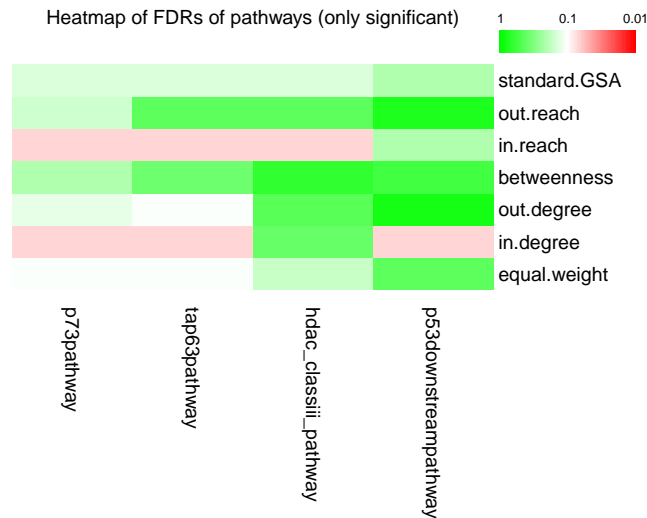 Heatmap of FDRs of pathways (only significant)
1 0.1 0.01
standard.GSA
out.reach
in.reach
betweenness
out.degree
in.degree
equal.weight
p73pathway
tap63pathway
hdac_classiii_pathway
p53downstreampathway